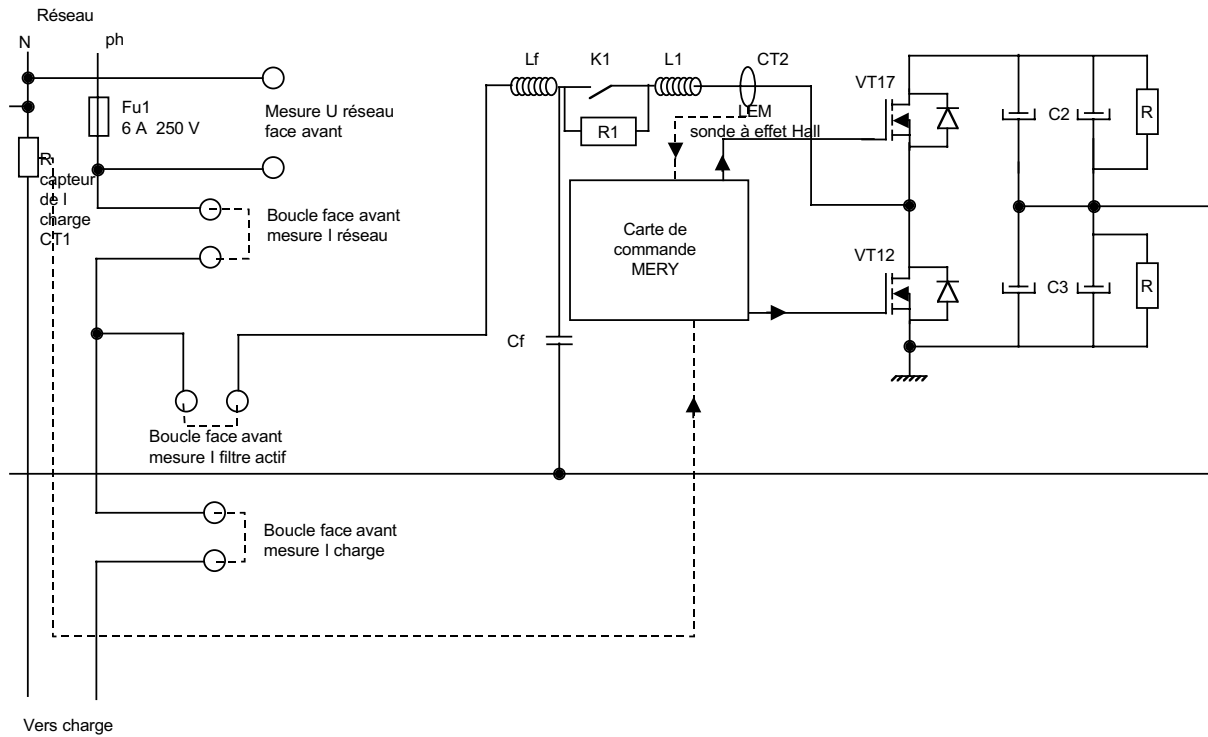 Réseau
N
ph
Fu1
6 A 250 V
Mesure U réseau
face avant
R
capteur
de I
charge
CT1
Boucle face avant
mesure I réseau
Boucle face avant
mesure I filtre actif
Boucle face avant
mesure I charge
Vers charge
Lf
K1
L1
CT2
R1
LEM
sonde à effet Hall
Carte de
commande
MERY
Cf
VT17
VT12
C2
R
C3
R